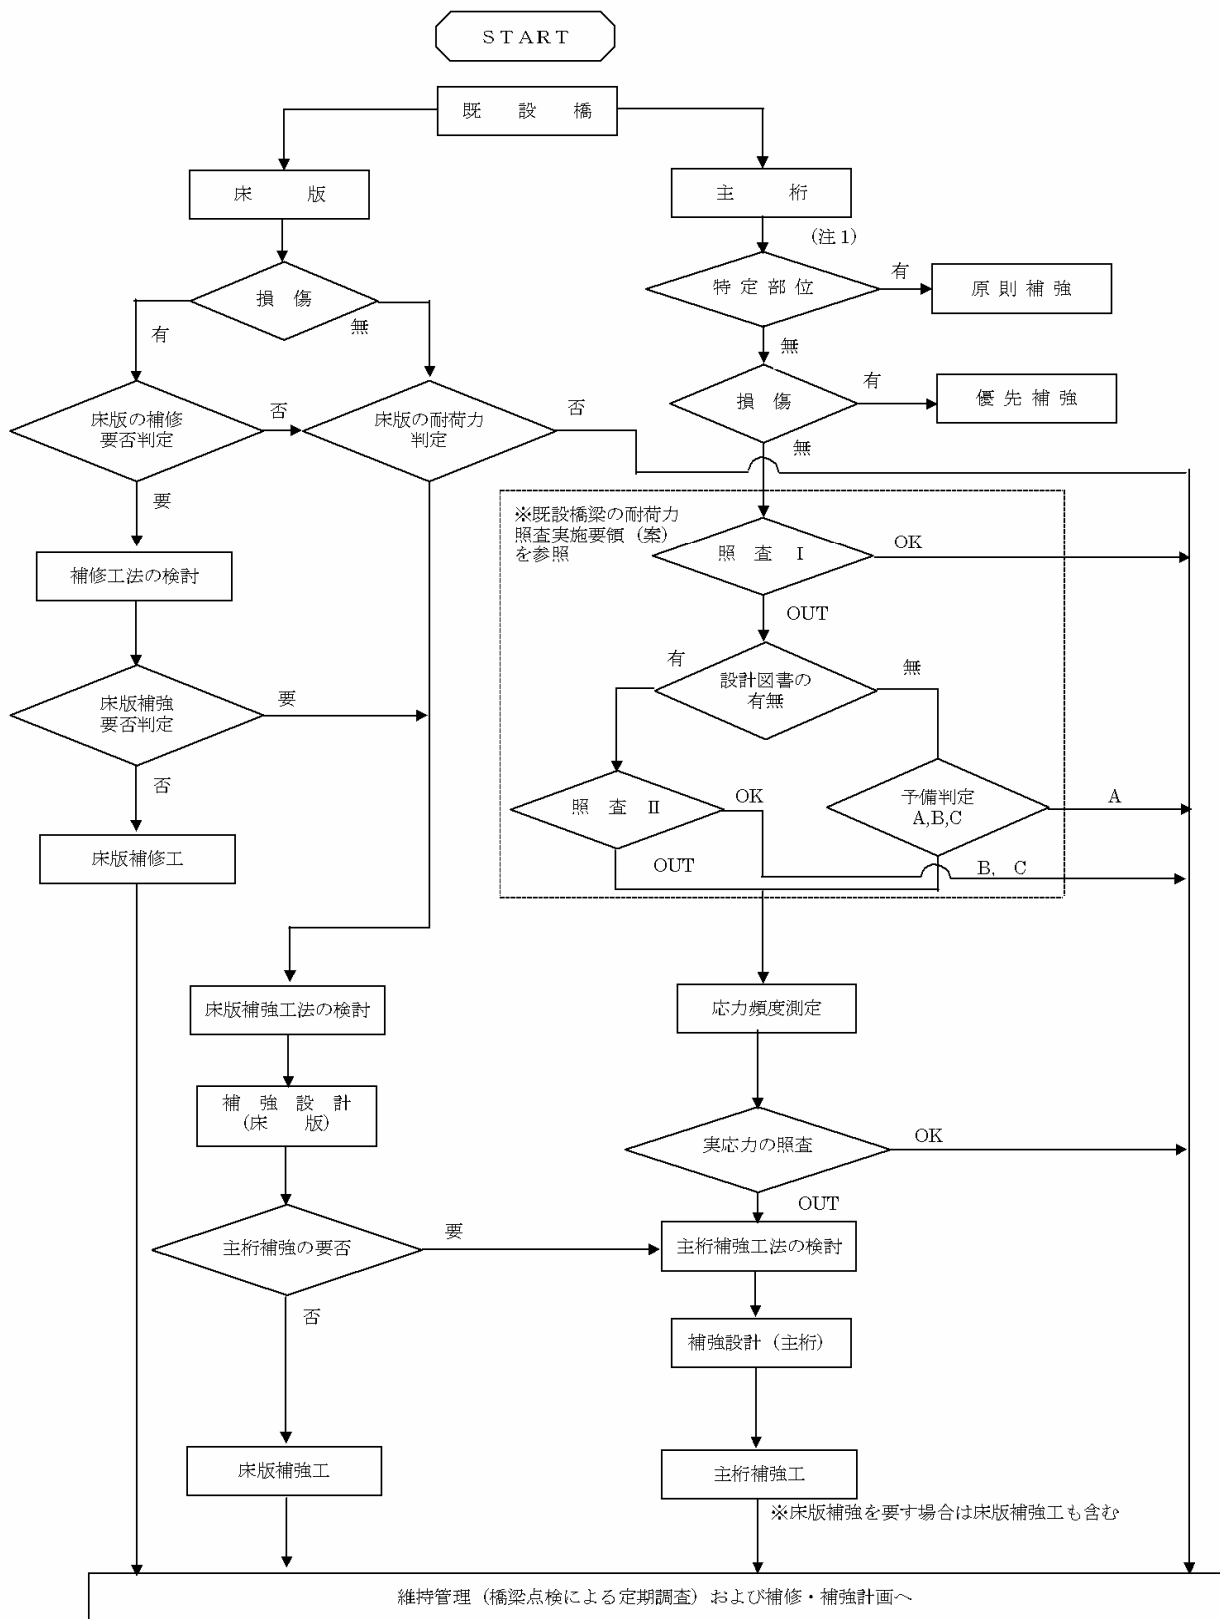 START
既設橋
床版
主桁
(注1)
損傷
有
無
特定部位
有
原則補強
無
損傷
有
優先補強
無
床版の補修
要否判定
否
要
床版の耐荷力
判定
否
※既設橋梁の耐荷力
照査実施要領（案）
を参照
照査 Ⅰ
OK
OUT
補修工法の検討
設計図書の
有無
有
無
床版補強
要否判定
要
否
照査 Ⅱ
OK
OUT
予備判定
A,B,C
A
B, C
床版補修工
床版補強工法の検討
応力頻度測定
補強設計
(床版)
実応力の照査
OK
OUT
主桁補強の要否
要
否
主桁補強工法の検討
補強設計（主桁）
床版補強工
主桁補強工
※床版補強を要す場合は床版補強工も含む
維持管理（橋梁点検による定期調査）および補修・補強計画へ